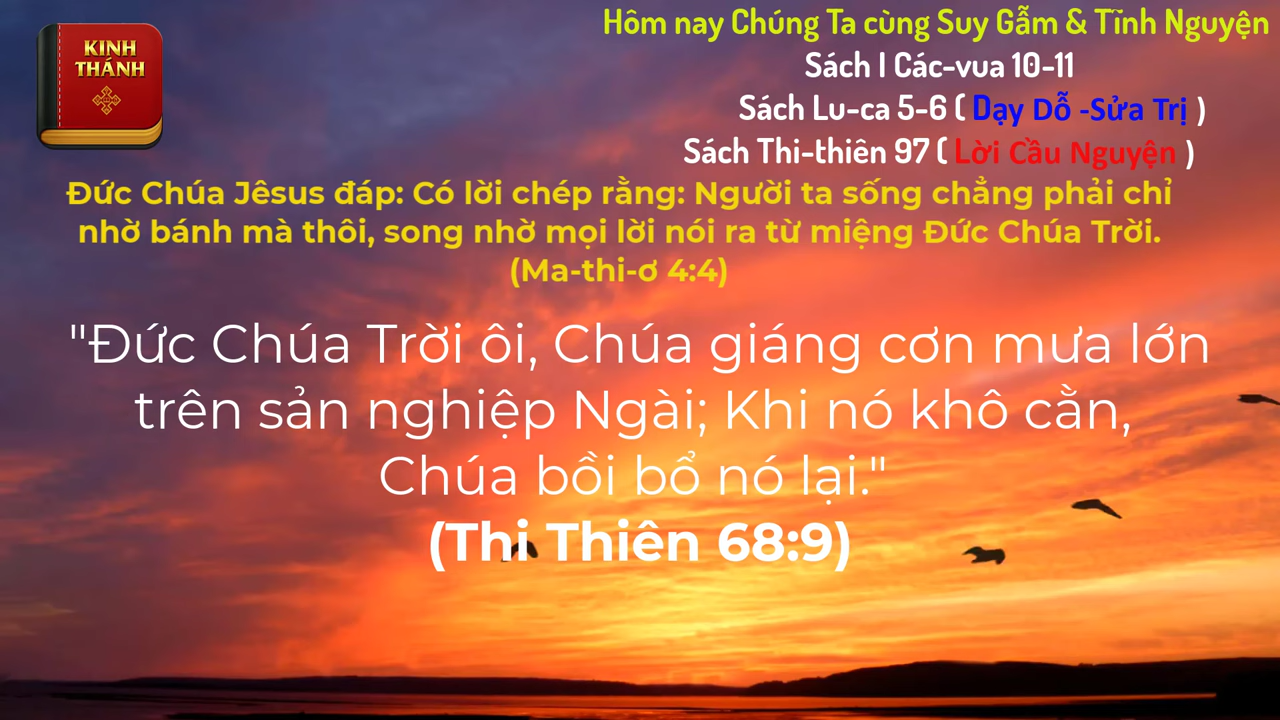 KINH
THÁNH
Hôm nay Chúng Ta cùng Suy Gẫm & Tĩnh Nguyện
Sách I Các-vua 10-11
Sách Lu-ca 5-6 ( Dạy Dỗ -Sửa Trị )
Sách Thi-thiên 97 ( Lời Cầu Nguyện )
Đức Chúa Jêsus đáp: Có lời chép rằng: Người ta sống chẳng phải chỉ
nhờ bánh mà thôi, song nhờ mọi lời nói ra từ miệng Đức Chúa Trời.
(Ma-thi-ơ 4:4)
"Đức Chúa Trời ôi, Chúa giáng cơn mưa lớn
trên sản nghiệp Ngài; Khi nó khô cằn,
Chúa bồi bổ nó lại."
(Thi Thiên 68:9)